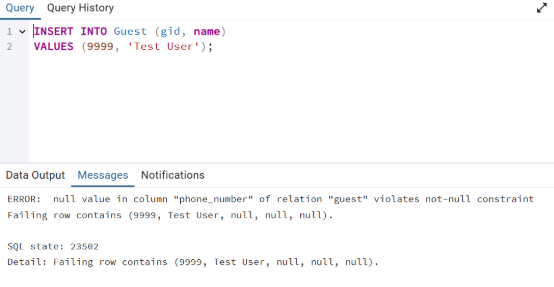 Query Query History
1 INSERT INTO Guest (gid, name)
2 VALUES (9999, 'Test User');
Data Output Messages Notifications
ERROR:  null value in column "phone_number" of relation "guest" violates not-null constraint
Failing row contains (9999, Test User, null, null, null).
SQL state: 23502
Detail: Failing row contains (9999, Test User, null, null, null).